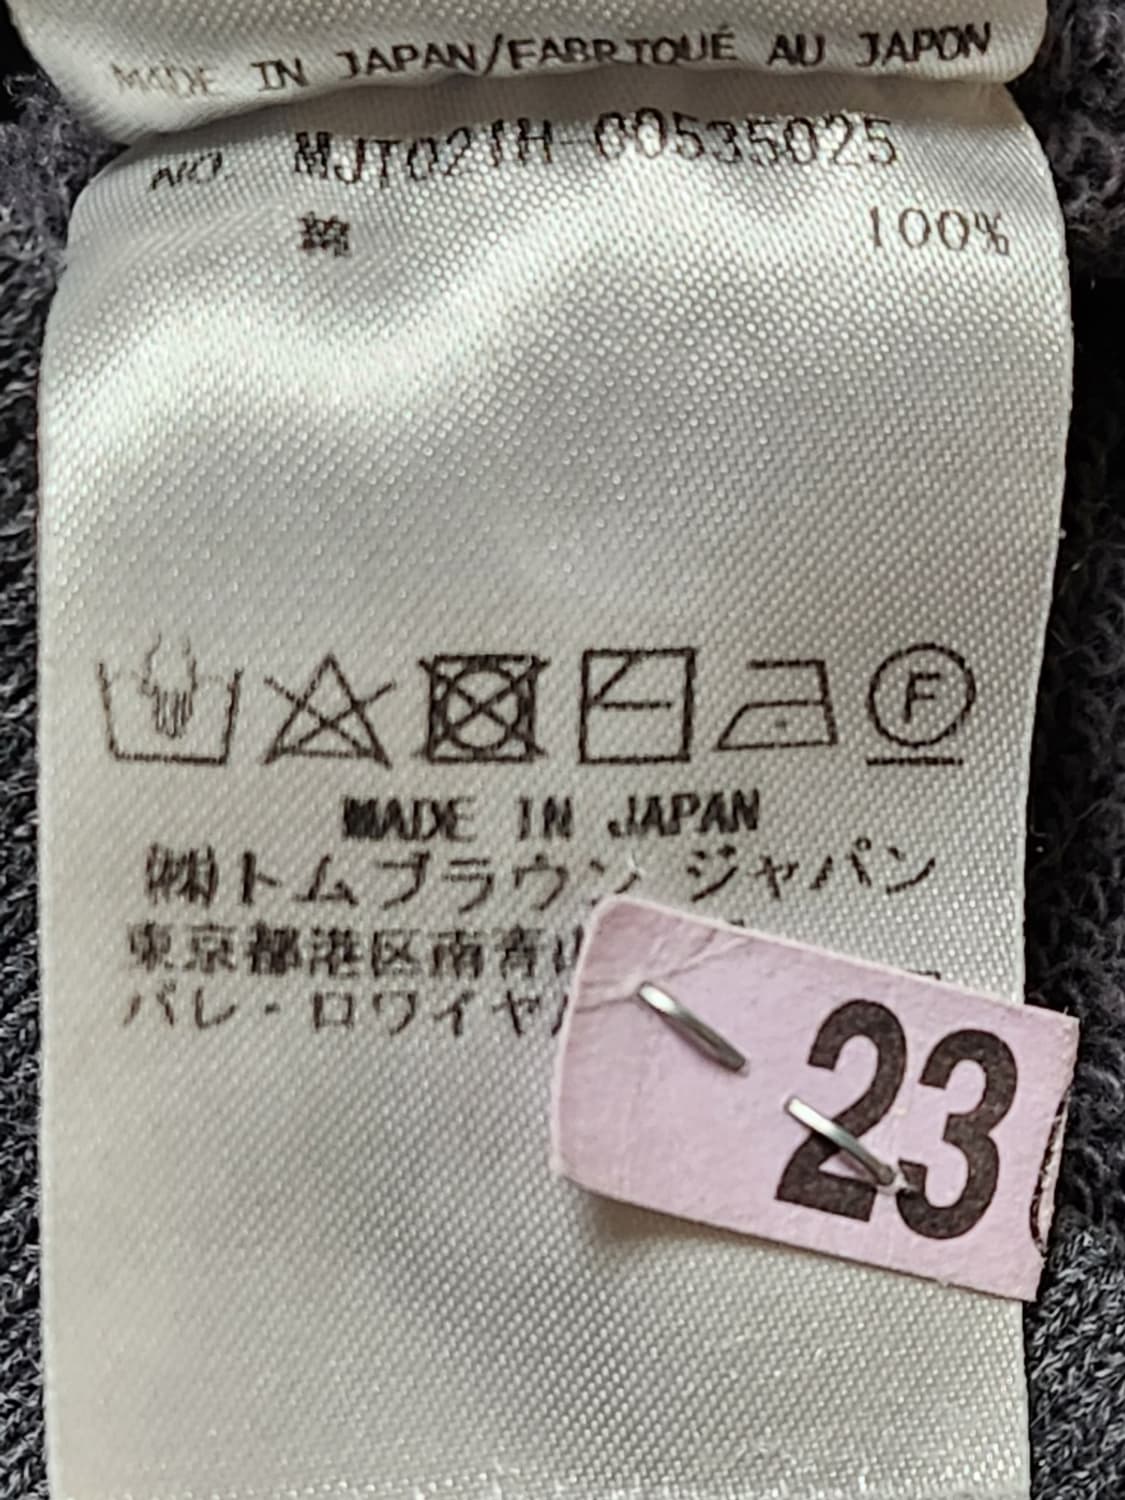 MADE IN JAPAN/FABRIQUÉ AU JAPON
NO. MJT021H-00535025
綿 100%
F
MADE IN JAPAN
㈱トムブラウン ジャパン
東京都港区南青山
パレ・ロワイヤル
23